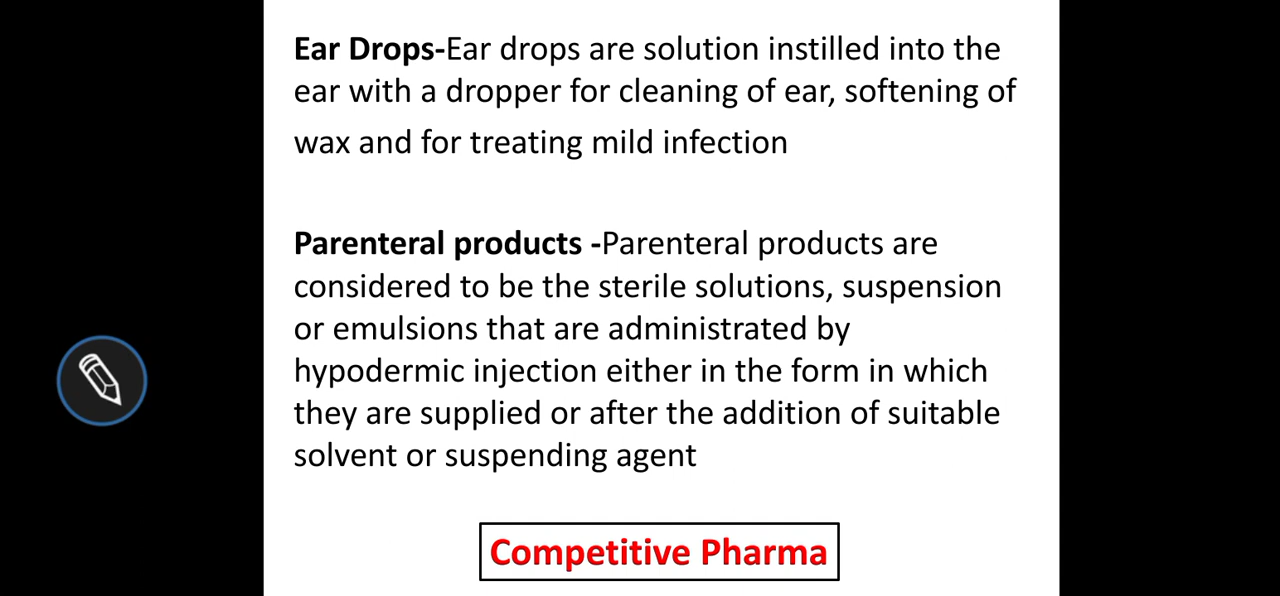 Ear Drops-Ear drops are solution instilled into the
ear with a dropper for cleaning of ear, softening of
wax and for treating mild infection
Parenteral products -Parenteral products are
considered to be the sterile solutions, suspension
or emulsions that are administrated by
hypodermic injection either in the form in which
they are supplied or after the addition of suitable
solvent or suspending agent
Competitive Pharma